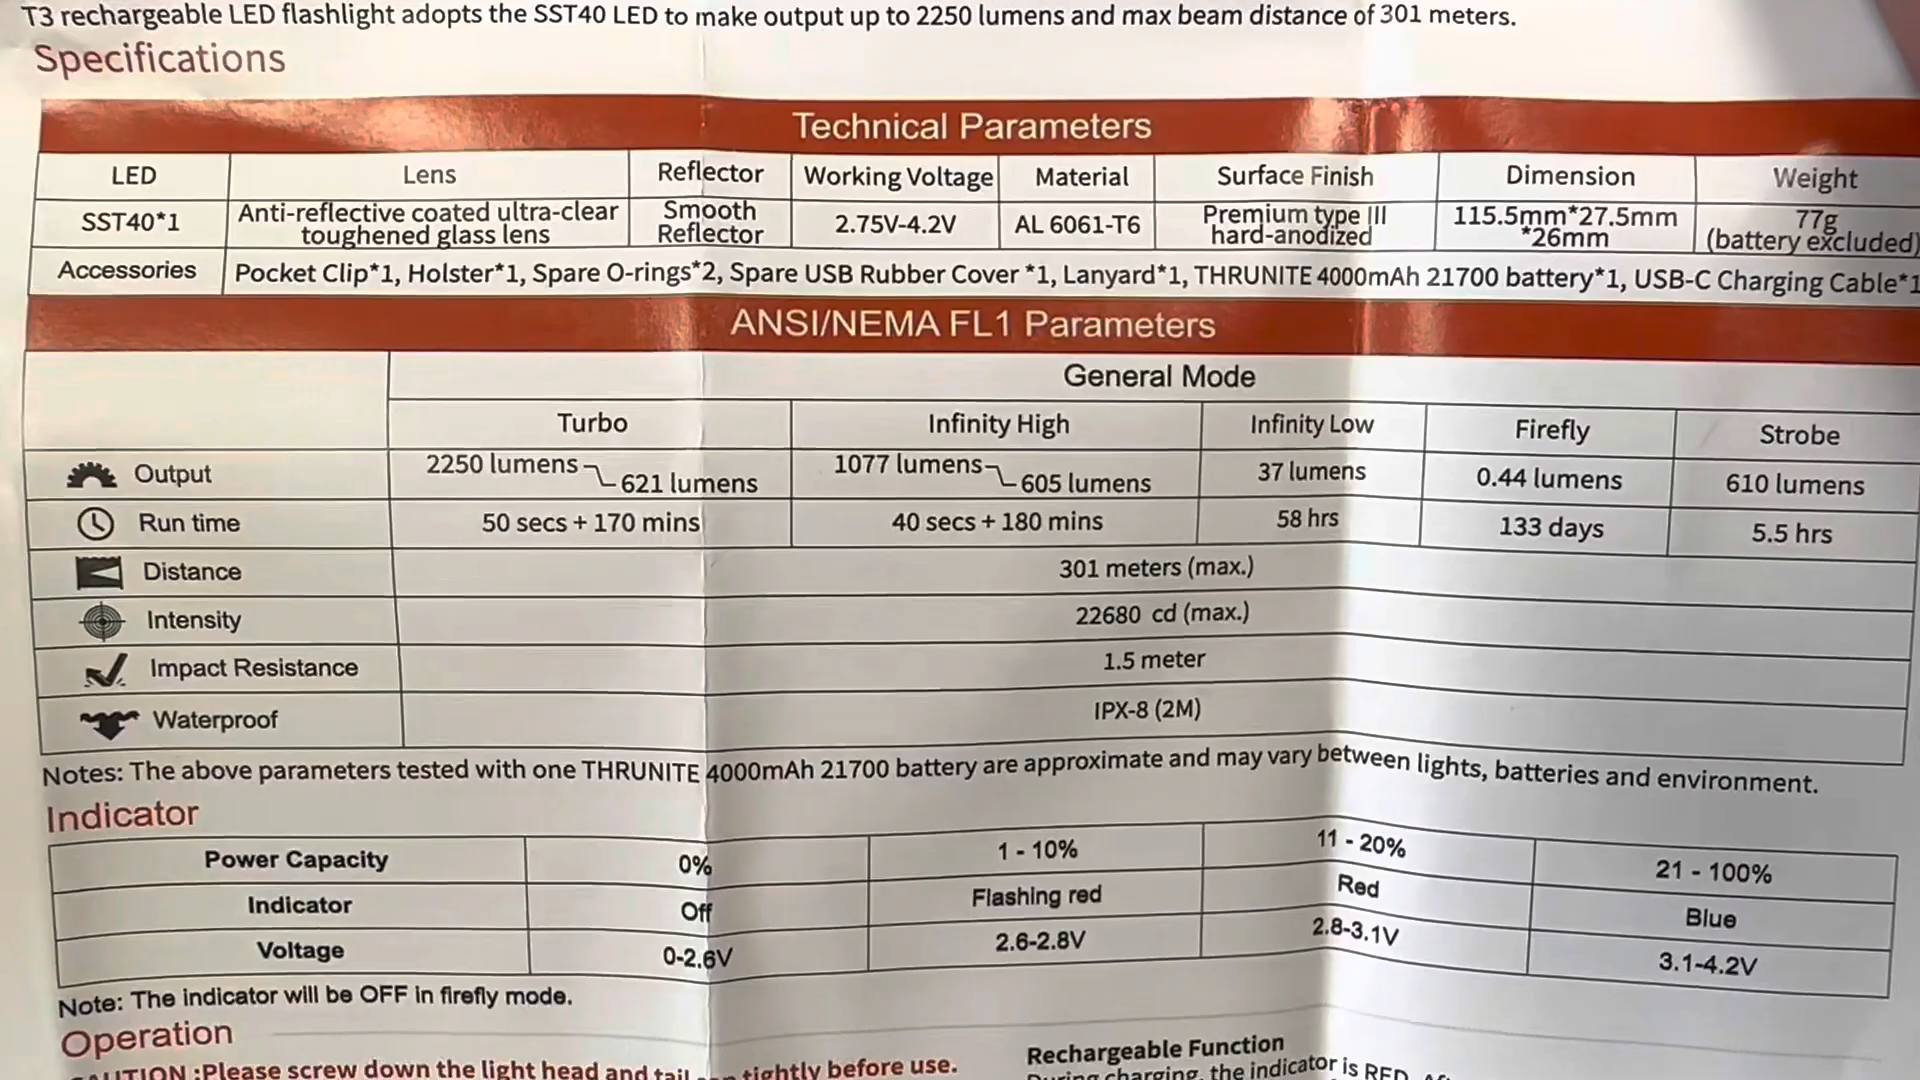 T3 rechargeable LED flashlight adopts the SST40 LED to make output up to 2250 lumens and max beam distance of 301 meters.
Specifications
Technical Parameters
LED Lens Reflector Working Voltage Material Surface Finish Dimension Weight
SST40*1 Anti-reflective coated ultra-clear toughened glass lens Smooth Reflector 2.75V-4.2V AL 6061-T6 Premium type III hard-anodized 115.5mm*27.5mm *26mm 77g (battery excluded)
Accessories Pocket Clip*1, Holster*1, Spare O-rings*2, Spare USB Rubber Cover *1, Lanyard*1, THRUNITE 4000mAh 21700 battery*1, USB-C Charging Cable*1
ANSI/NEMA FL1 Parameters
General Mode
Turbo Infinity High Infinity Low Firefly Strobe
Output 2250 lumens 621 lumens 1077 lumens 605 lumens 37 lumens 0.44 lumens 610 lumens
Run time 50 secs + 170 mins 40 secs + 180 mins 58 hrs 133 days 5.5 hrs
Distance 301 meters (max.)
Intensity 22680 cd (max.)
Impact Resistance 1.5 meter
Waterproof IPX-8 (2M)
Notes: The above parameters tested with one THRUNITE 4000mAh 21700 battery are approximate and may vary between lights, batteries and environment.
Indicator
Power Capacity 0% 1 - 10% 11 - 20% 21 - 100%
Indicator Off Flashing red Red Blue
Voltage 0-2.6V 2.6-2.8V 2.8-3.1V 3.1-4.2V
Note: The indicator will be OFF in firefly mode.
Operation
CAUTION :Please screw down the light head and tail tightly before use.
Rechargeable Function
During charging, the indicator is RED.